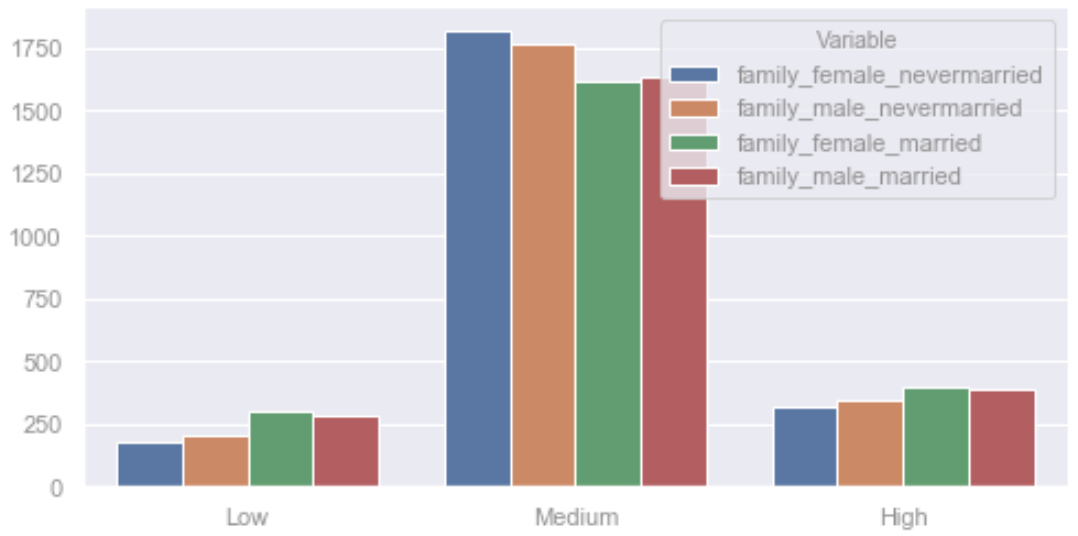 1750
1500
1250
1000
750
500
250
0
Variable
family_female_nevermarried
family_male_nevermarried
family_female_married
family_male_married
Low Medium High